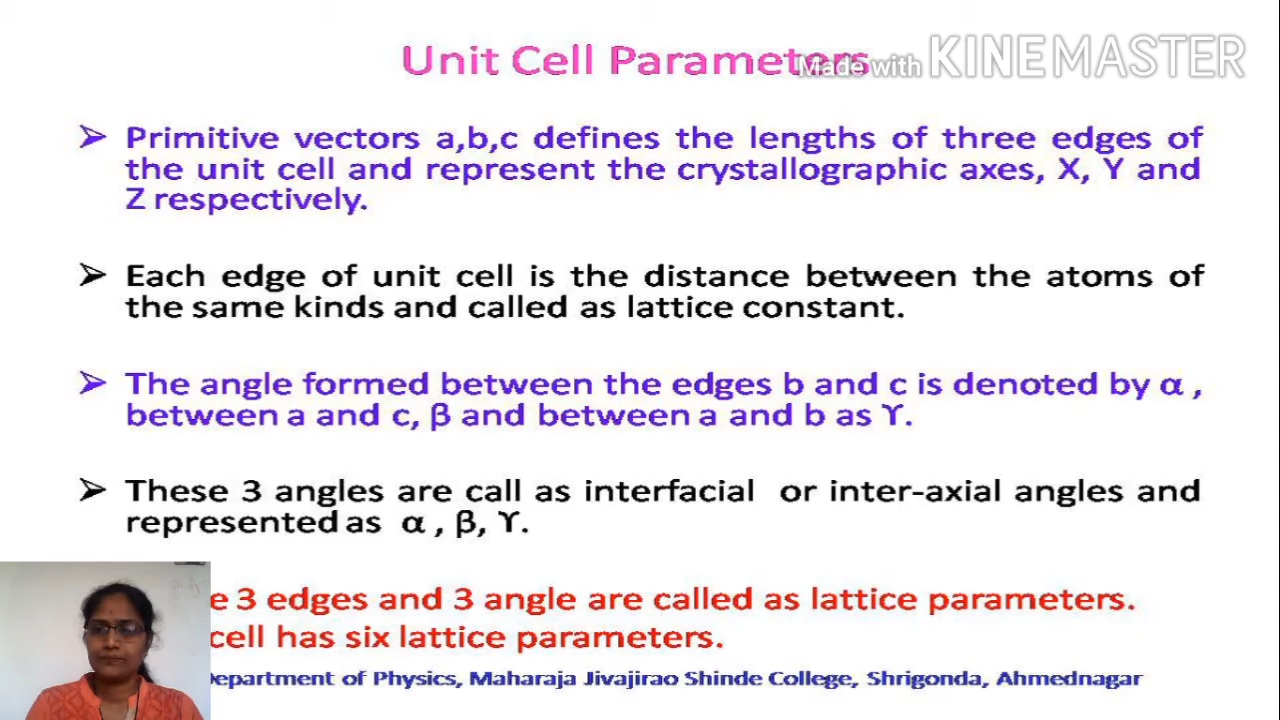 Unit Cell Parameters
Made with KINEMASTER
➢ Primitive vectors a,b,c defines the lengths of three edges of
the unit cell and represent the crystallographic axes, X, Y and
Z respectively.
➢ Each edge of unit cell is the distance between the atoms of
the same kinds and called as lattice constant.
➢ The angle formed between the edges b and c is denoted by α ,
between a and c, β and between a and b as ϒ.
➢ These 3 angles are call as interfacial or inter-axial angles and
represented as α , β, ϒ.
3 edges and 3 angle are called as lattice parameters.
cell has six lattice parameters.
Department of Physics, Maharaja Jivajirao Shinde College, Shrigonda, Ahmednagar